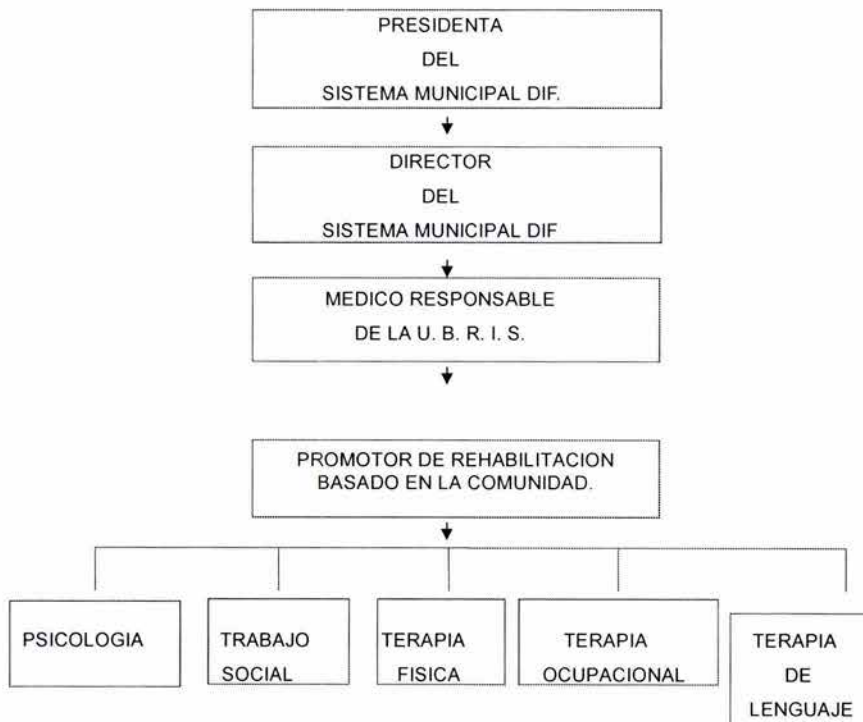 PRESIDENTA
DEL
SISTEMA MUNICIPAL DIF.
DIRECTOR
DEL
SISTEMA MUNICIPAL DIF
MEDICO RESPONSABLE
DE LA U. B. R. I. S.
PROMOTOR DE REHABILITACION
BASADO EN LA COMUNIDAD.
PSICOLOGIA
TRABAJO
SOCIAL
TERAPIA
FISICA
TERAPIA
OCUPACIONAL
TERAPIA
DE
LENGUAJE